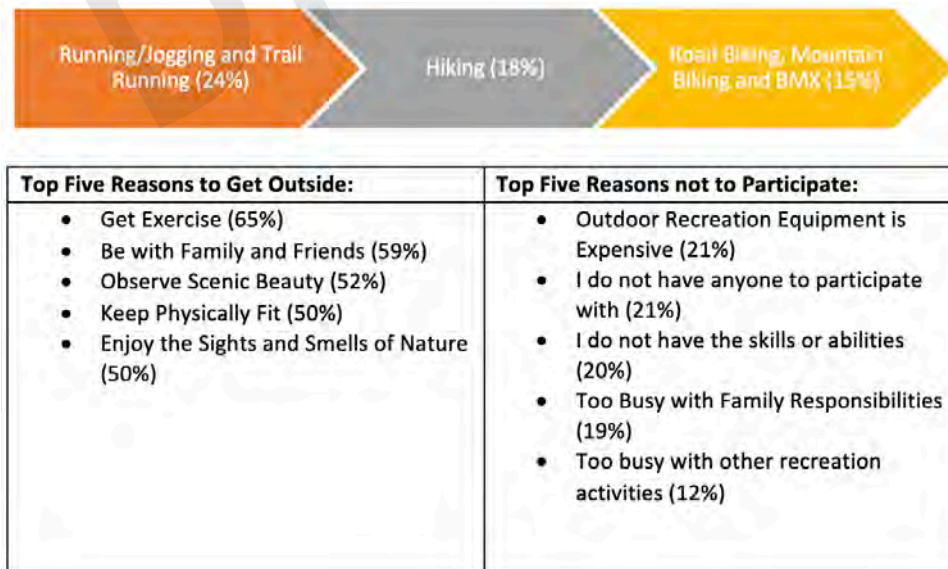 Running/Jogging and Trail
Running (24%)
Hiking (18%)
Road Biking, Mountain
Biking and BMX (15%)
Top Five Reasons to Get Outside:
• Get Exercise (65%)
• Be with Family and Friends (59%)
• Observe Scenic Beauty (52%)
• Keep Physically Fit (50%)
• Enjoy the Sights and Smells of Nature
(50%)
Top Five Reasons not to Participate:
• Outdoor Recreation Equipment is
Expensive (21%)
• I do not have anyone to participate
with (21%)
• I do not have the skills or abilities
(20%)
• Too Busy with Family Responsibilities
(19%)
• Too busy with other recreation
activities (12%)